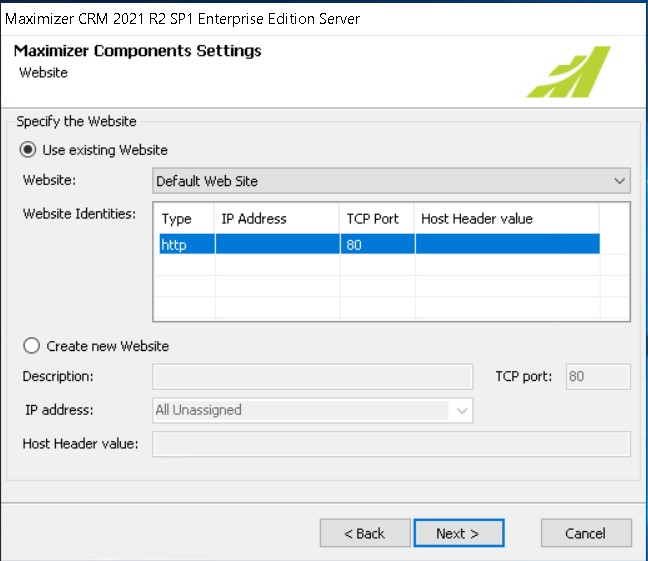 Maximizer CRM 2021 R2 SP1 Enterprise Edition Server
Maximizer Components Settings
Website
Specify the Website
Use existing Website
Website: Default Web Site
Website Identities: Type IP Address TCP Port Host Header value
http 80
Create new Website
Description: TCP port: 80
IP address: All Unassigned
Host Header value:
< Back Next > Cancel